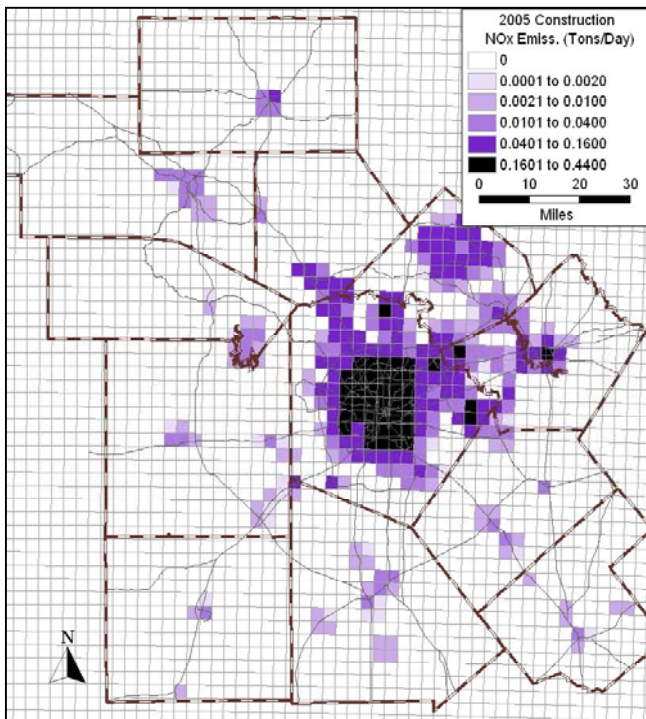 2005 Construction
NOx Emiss. (Tons/Day)
0
0.0001 to 0.0020
0.0021 to 0.0100
0.0101 to 0.0400
0.0401 to 0.1600
0.1601 to 0.4400
0 10 20 30
Miles
N